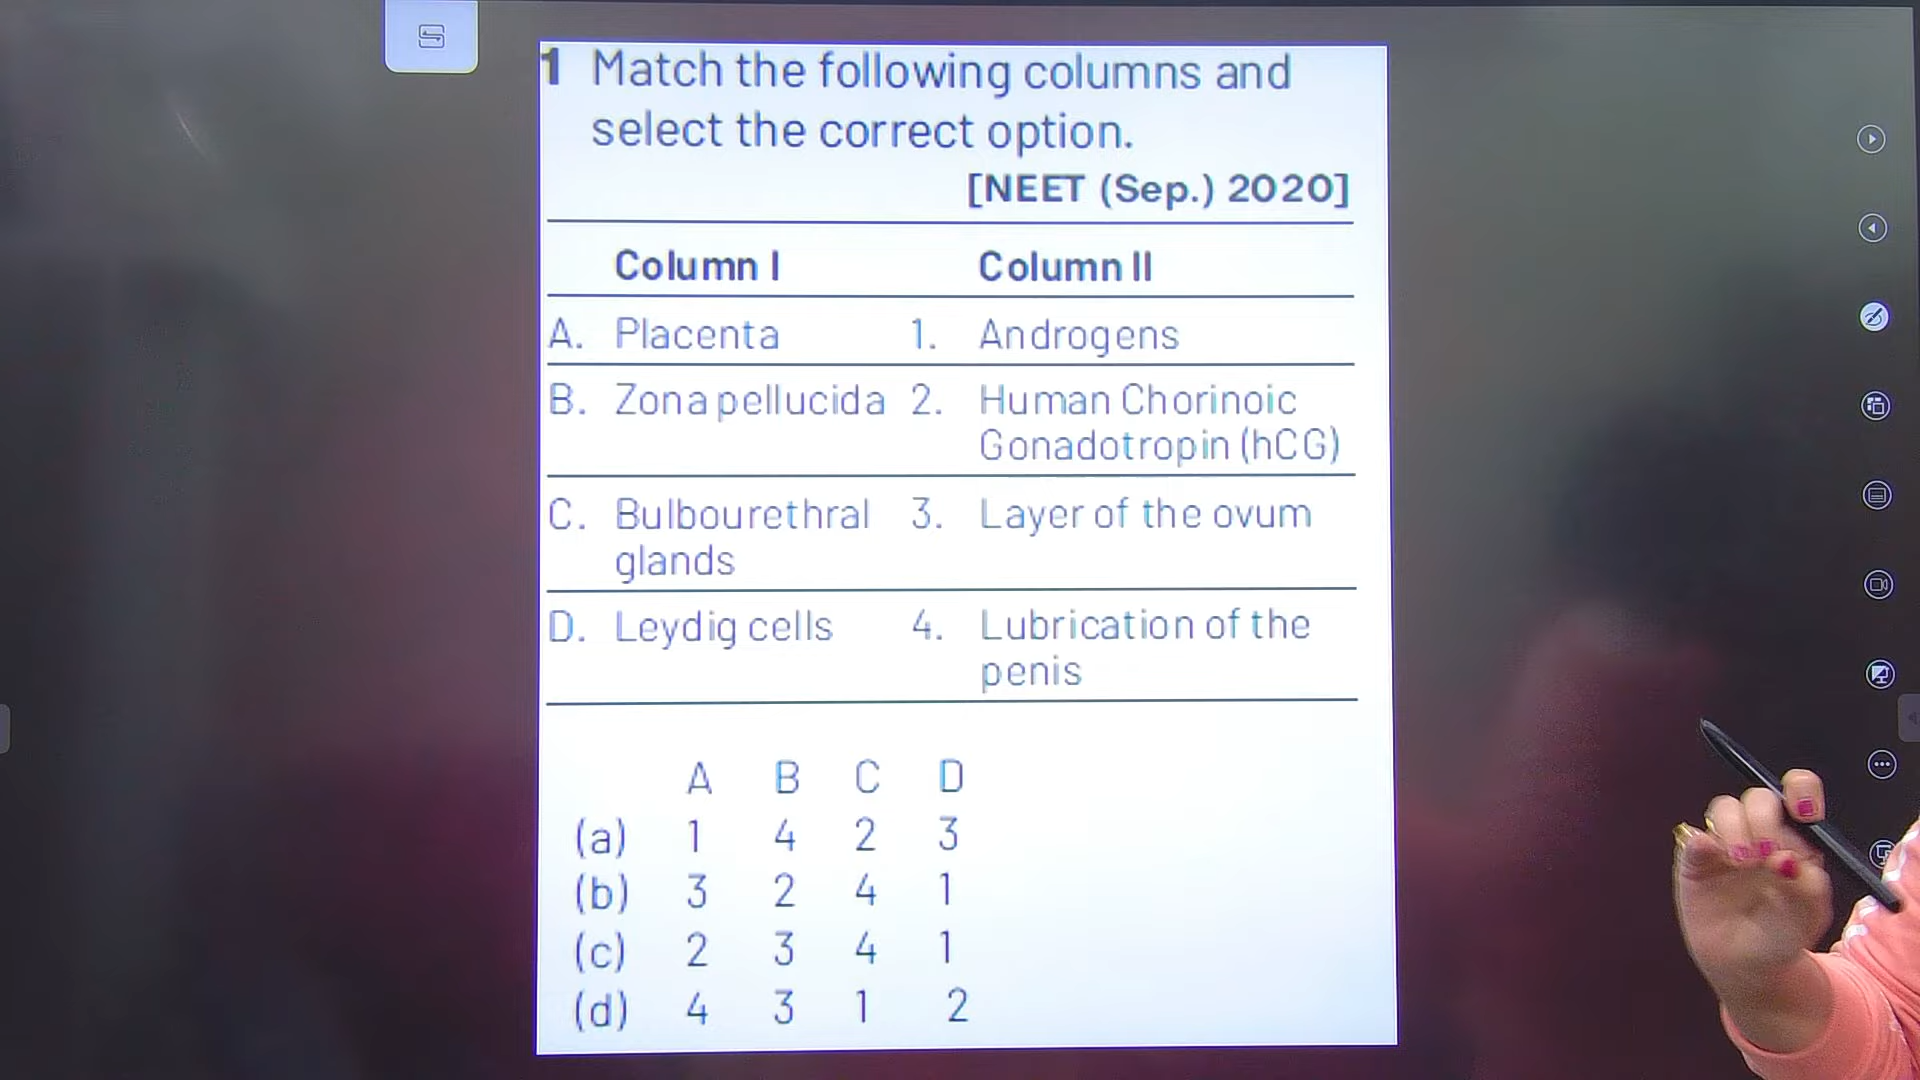 1 Match the following columns and
select the correct option.
[NEET (Sep.) 2020]
Column I Column II
A. Placenta 1. Androgens
B. Zona pellucida 2. Human Chorinoic
Gonadotropin (hCG)
C. Bulbourethral 3. Layer of the ovum
glands
D. Leydig cells 4. Lubrication of the
penis
A B C D
(a) 1 4 2 3
(b) 3 2 4 1
(c) 2 3 4 1
(d) 4 3 1 2